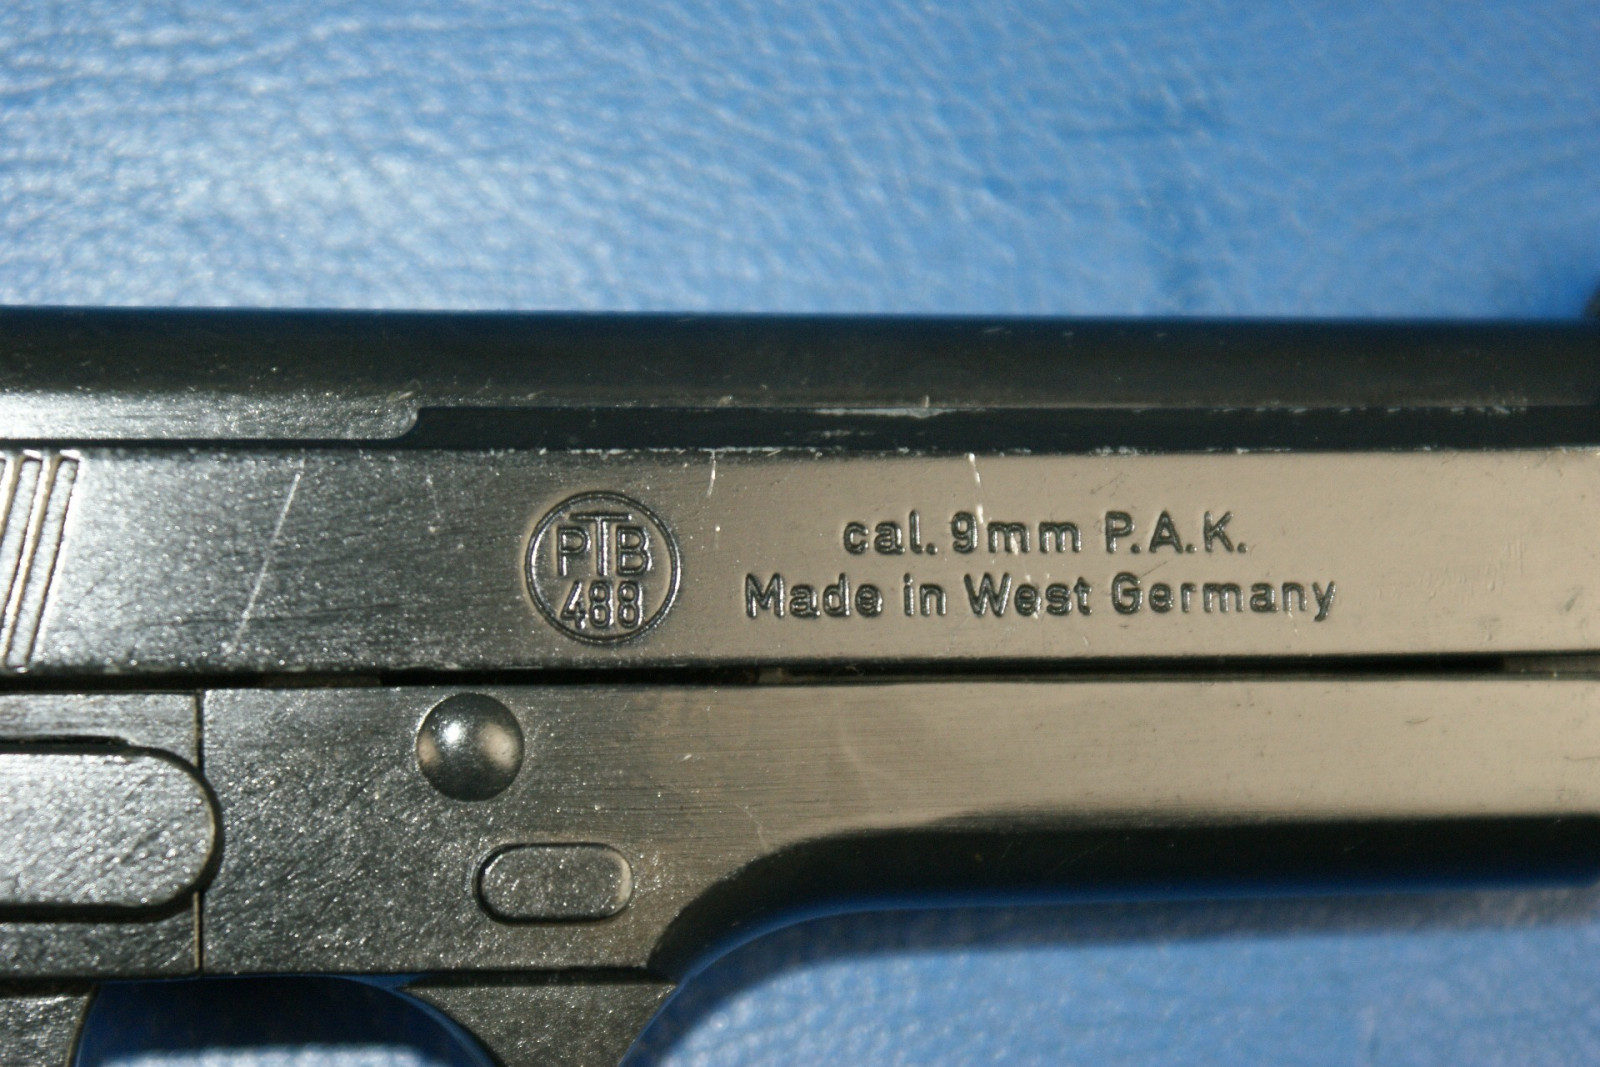 PTB
488
cal. 9mm P.A.K.
Made in West Germany